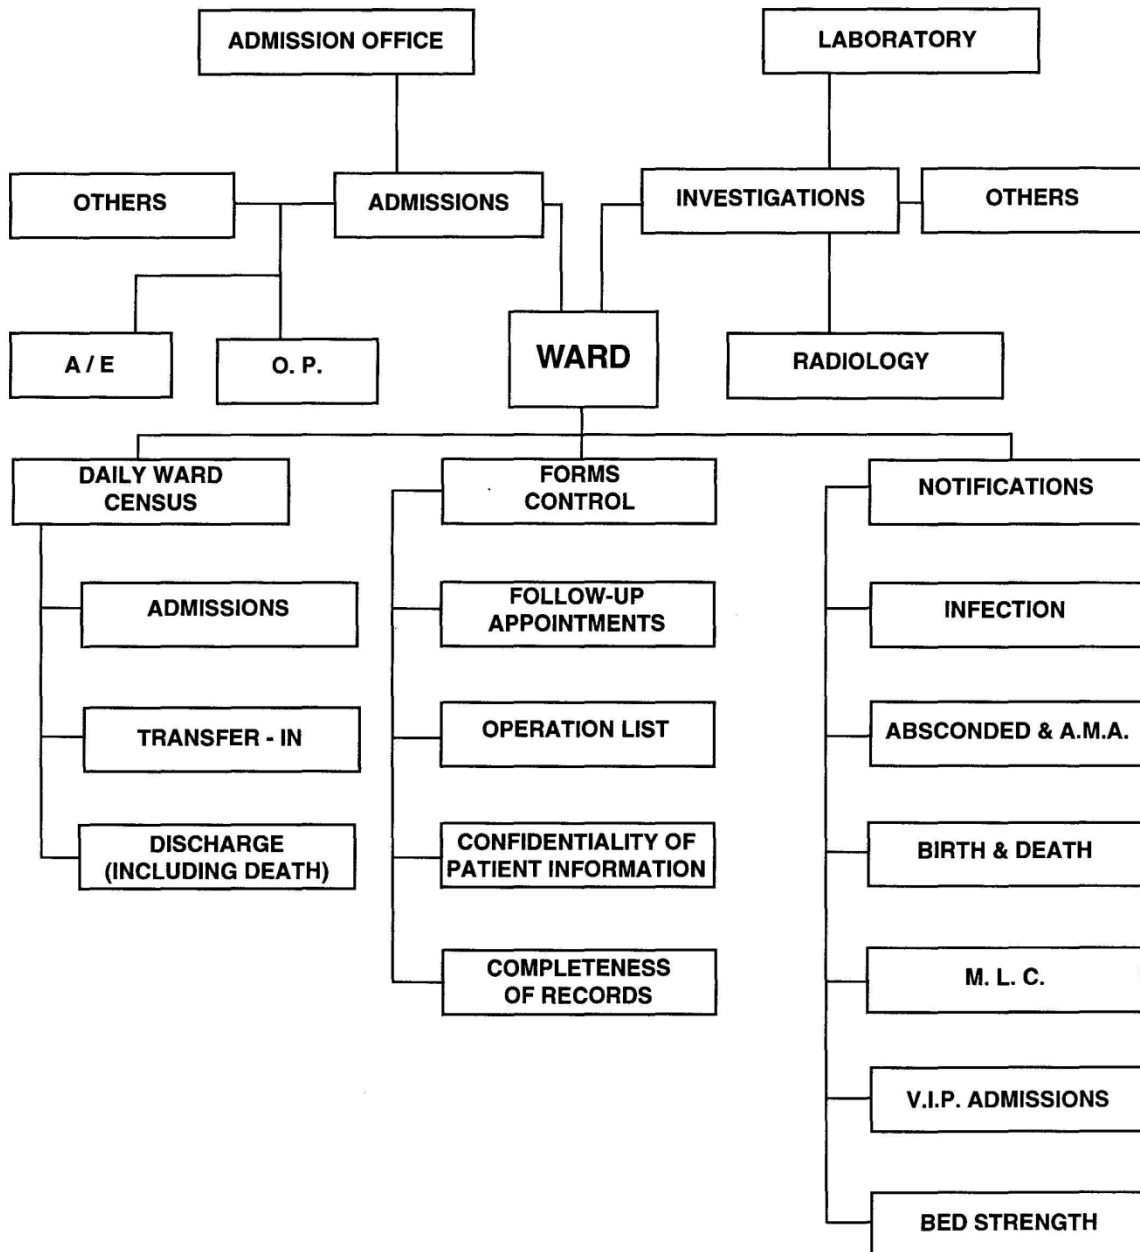 ADMISSION OFFICE
LABORATORY
OTHERS
ADMISSIONS
INVESTIGATIONS
OTHERS
A / E
O. P.
WARD
RADIOLOGY
DAILY WARD
CENSUS
ADMISSIONS
TRANSFER - IN
DISCHARGE
(INCLUDING DEATH)
FORMS
CONTROL
FOLLOW-UP
APPOINTMENTS
OPERATION LIST
CONFIDENTIALITY OF
PATIENT INFORMATION
COMPLETENESS
OF RECORDS
NOTIFICATIONS
INFECTION
ABSCONDED & A.M.A.
BIRTH & DEATH
M. L. C.
V.I.P. ADMISSIONS
BED STRENGTH